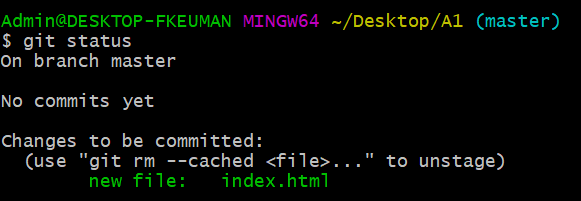 Admin@DESKTOP-FKEUMAN MINGW64 ~/Desktop/A1 (master)
$ git status
On branch master
No commits yet
Changes to be committed:
  (use "git rm --cached <file>..." to unstage)
        new file:   index.html